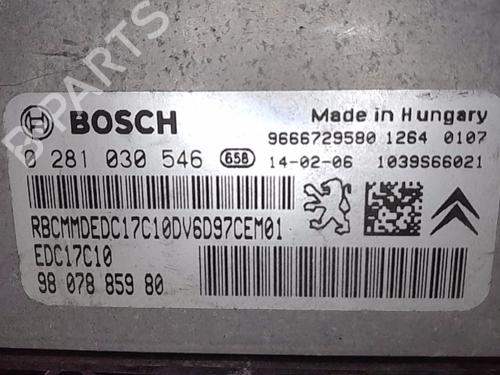 B-PARTS
BOSCH
Made in Hungary
9666729580 1264 0107
0 281 030 546 658 14-02-06 1039S66021
RBCMMDEDC17C10DV6D97CEM01
EDC17C10
98 078 859 80